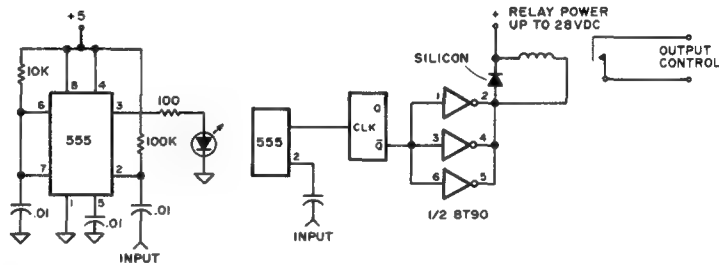 +5
10K
8
4
6
3
100
555
100K
7
2
1
5
.01
.01
.01
INPUT
555
2
INPUT
CLK
Q
Q̅
+ RELAY POWER
UP TO 28VDC
SILICON
1
2
3
4
6
5
1/2 8T90
OUTPUT
CONTROL